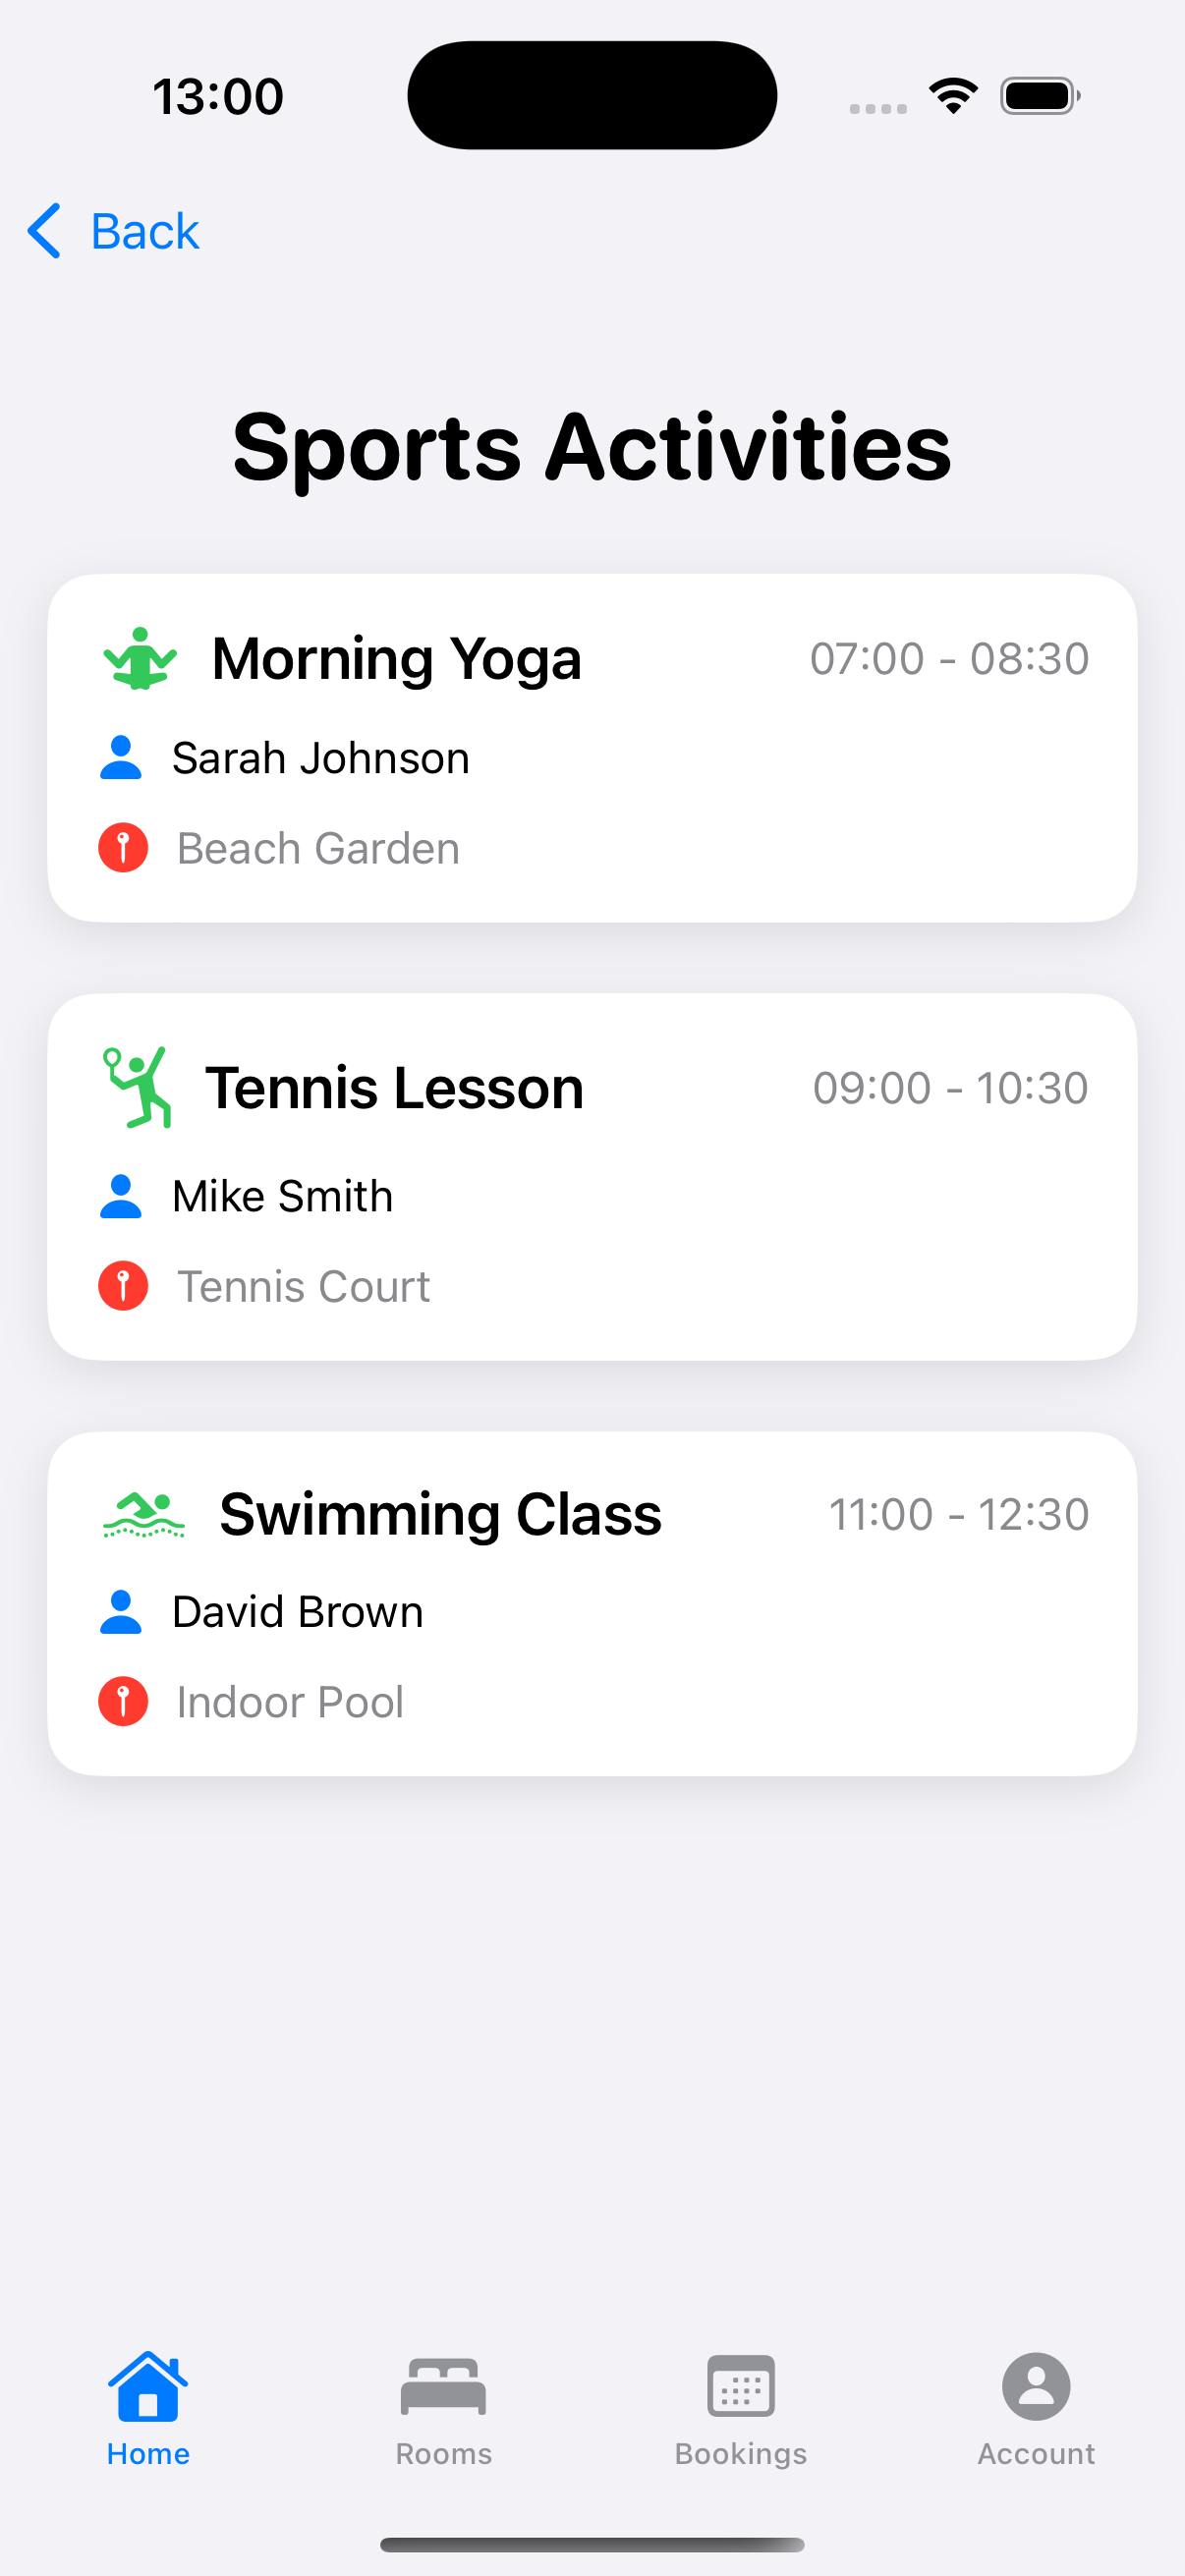 13:00
Back
Sports Activities
Morning Yoga 07:00 - 08:30
Sarah Johnson
Beach Garden
Tennis Lesson 09:00 - 10:30
Mike Smith
Tennis Court
Swimming Class 11:00 - 12:30
David Brown
Indoor Pool
Home Rooms Bookings Account